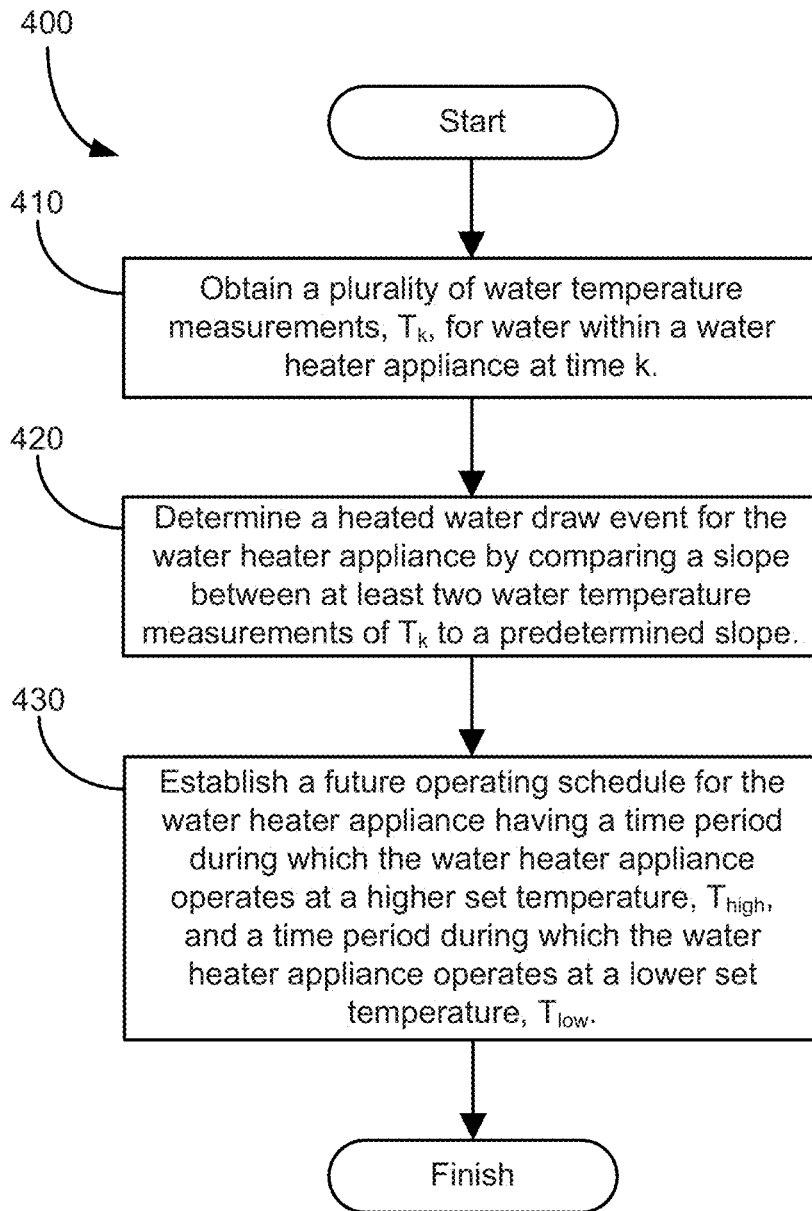 400
Start
410
Obtain a plurality of water temperature
measurements, Tk, for water within a water
heater appliance at time k.
420
Determine a heated water draw event for the
water heater appliance by comparing a slope
between at least two water temperature
measurements of Tk to a predetermined slope.
430
Establish a future operating schedule for the
water heater appliance having a time period
during which the water heater appliance
operates at a higher set temperature, Thigh,
and a time period during which the water
heater appliance operates at a lower set
temperature, Tlow.
Finish